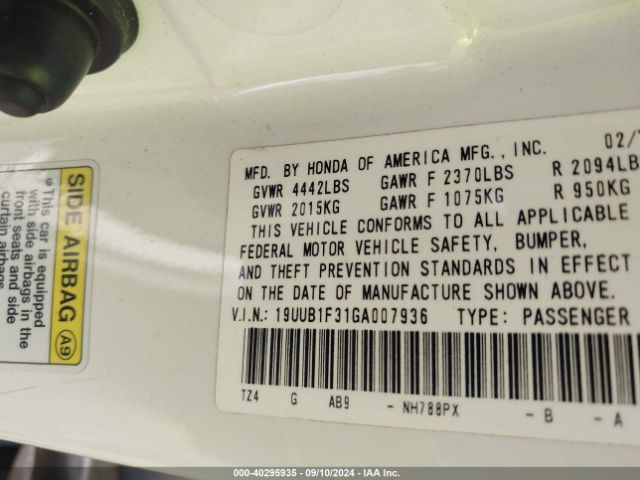 SIDE AIRBAG A9
This car is equipped
with side airbags in the
front seats and side
curtain airbags
MFD. BY HONDA OF AMERICA MFG., INC. 02/
GVWR 4442LBS GAWR F 2370LBS R 2094LB
GVWR 2015KG GAWR F 1075KG R 950KG
THIS VEHICLE CONFORMS TO ALL APPLICABLE
FEDERAL MOTOR VEHICLE SAFETY, BUMPER,
AND THEFT PREVENTION STANDARDS IN EFFECT
ON THE DATE OF MANUFACTURE SHOWN ABOVE.
V.I.N.: 19UUB1F31GA007936 TYPE: PASSENGER
TZ4 G AB9 - NH788PX - B - A
000-40295935 - 09/10/2024 - IAA Inc.